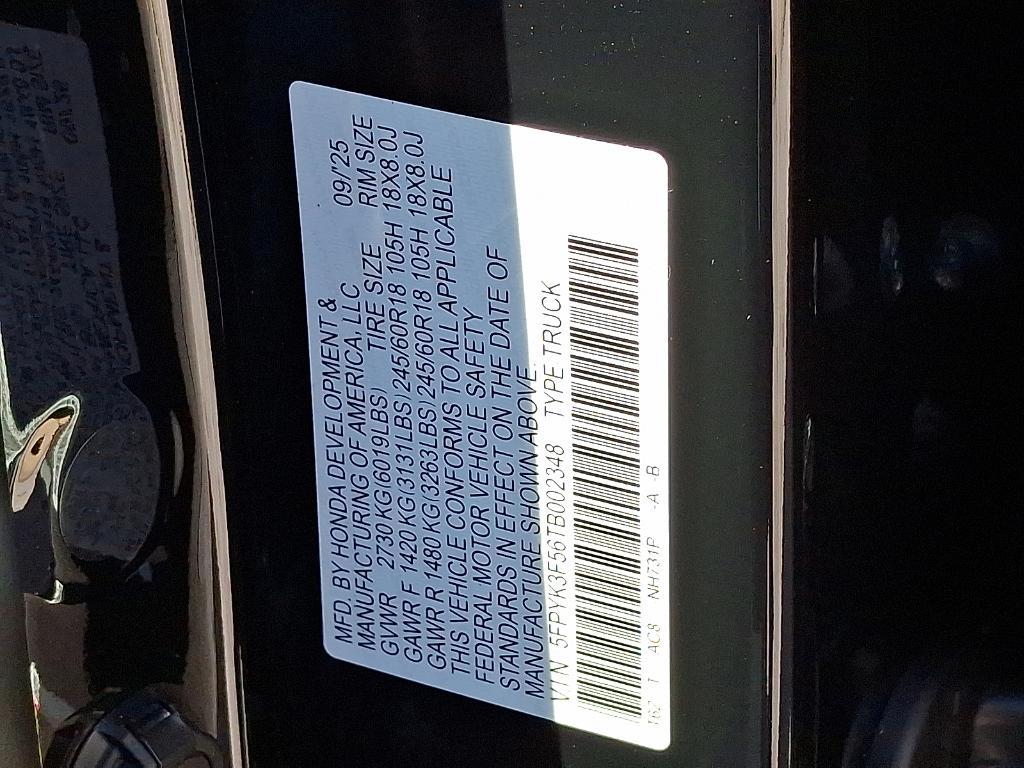 MFD. BY HONDA DEVELOPMENT &
MANUFACTURING OF AMERICA, LLC 09/25
GVWR 2730 KG(6019LBS) TIRE SIZE RIM SIZE
GAWR F 1420 KG(3131LBS) 245/60R18 105H 18X8.0J
GAWR R 1480 KG(3263LBS) 245/60R18 105H 18X8.0J
THIS VEHICLE CONFORMS TO ALL APPLICABLE
FEDERAL MOTOR VEHICLE SAFETY
STANDARDS IN EFFECT ON THE DATE OF
MANUFACTURE SHOWN ABOVE.
VIN 5FPYK3F56TB002348 TYPE TRUCK
T6Z T AC8 NH731P -A -B